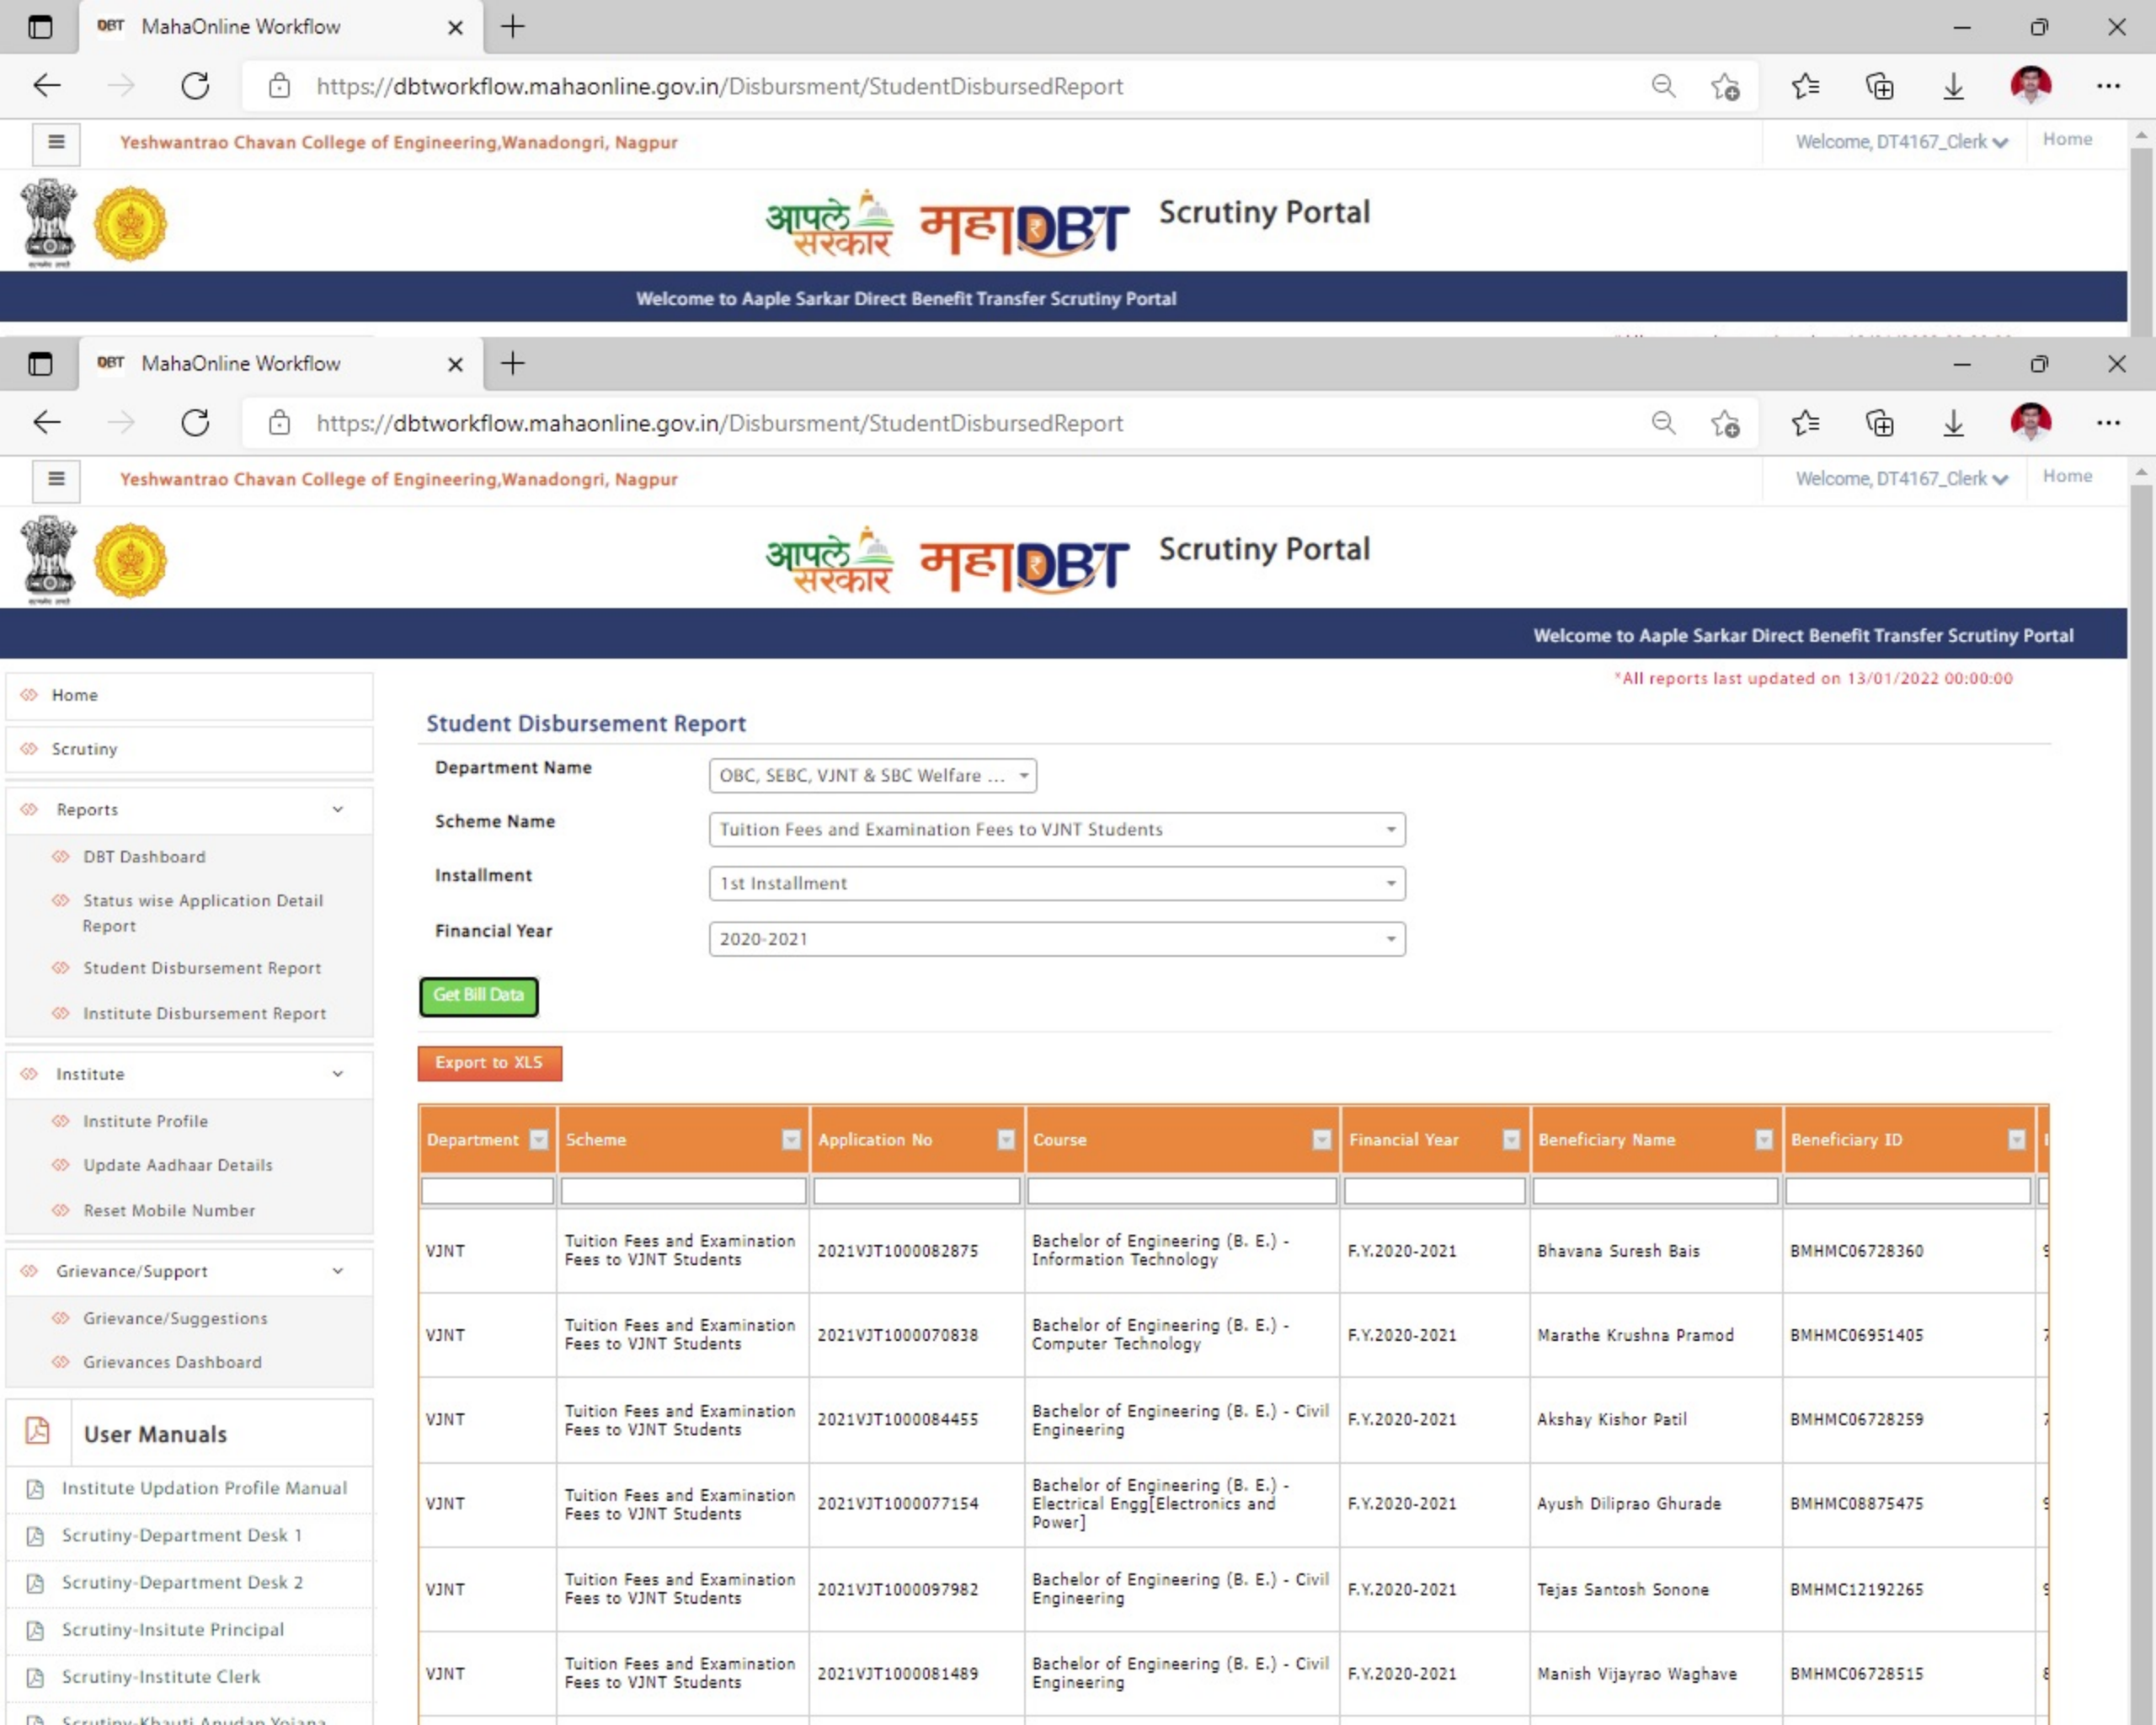 DBT MahaOnline Workflow
https://dbtworkflow.mahaonline.gov.in/Disbursment/StudentDisbursedReport
Yeshwantrao Chavan College of Engineering,Wanadongri, Nagpur
Welcome, DT4167_Clerk
Home
आपले सरकार
महाDBT
Scrutiny Portal
Welcome to Aaple Sarkar Direct Benefit Transfer Scrutiny Portal
DBT MahaOnline Workflow
https://dbtworkflow.mahaonline.gov.in/Disbursment/StudentDisbursedReport
Yeshwantrao Chavan College of Engineering,Wanadongri, Nagpur
Welcome, DT4167_Clerk
Home
आपले सरकार
महाDBT
Scrutiny Portal
Welcome to Aaple Sarkar Direct Benefit Transfer Scrutiny Portal
*All reports last updated on 13/01/2022 00:00:00
Home
Scrutiny
Reports
DBT Dashboard
Status wise Application Detail
Report
Student Disbursement Report
Institute Disbursement Report
Institute
Institute Profile
Update Aadhaar Details
Reset Mobile Number
Grievance/Support
Grievance/Suggestions
Grievances Dashboard
User Manuals
Institute Updation Profile Manual
Scrutiny-Department Desk 1
Scrutiny-Department Desk 2
Scrutiny-Insitute Principal
Scrutiny-Institute Clerk
Scrutiny-Khauti Anudan Yojana
Student Disbursement Report
Department Name OBC, SEBC, VJNT & SBC Welfare ...
Scheme Name Tuition Fees and Examination Fees to VJNT Students
Installment 1st Installment
Financial Year 2020-2021
Get Bill Data
Export to XLS
Department Scheme Application No Course Financial Year Beneficiary Name Beneficiary ID
VJNT Tuition Fees and Examination Fees to VJNT Students 2021VJT1000082875 Bachelor of Engineering (B. E.) - Information Technology F.Y.2020-2021 Bhavana Suresh Bais BMHMC06728360
VJNT Tuition Fees and Examination Fees to VJNT Students 2021VJT1000070838 Bachelor of Engineering (B. E.) - Computer Technology F.Y.2020-2021 Marathe Krushna Pramod BMHMC06951405
VJNT Tuition Fees and Examination Fees to VJNT Students 2021VJT1000084455 Bachelor of Engineering (B. E.) - Civil Engineering F.Y.2020-2021 Akshay Kishor Patil BMHMC06728259
VJNT Tuition Fees and Examination Fees to VJNT Students 2021VJT1000077154 Bachelor of Engineering (B. E.) - Electrical Engg[Electronics and Power] F.Y.2020-2021 Ayush Diliprao Ghurade BMHMC08875475
VJNT Tuition Fees and Examination Fees to VJNT Students 2021VJT1000097982 Bachelor of Engineering (B. E.) - Civil Engineering F.Y.2020-2021 Tejas Santosh Sonone BMHMC12192265
VJNT Tuition Fees and Examination Fees to VJNT Students 2021VJT1000081489 Bachelor of Engineering (B. E.) - Civil Engineering F.Y.2020-2021 Manish Vijayrao Waghave BMHMC06728515